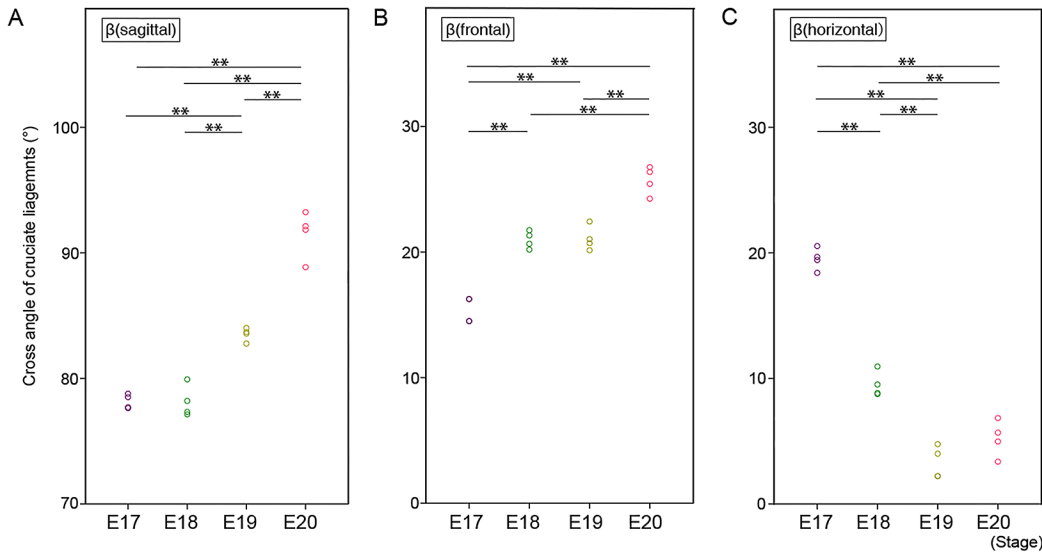 A
β(sagittal)
**
**
**
**
**
100
90
80
70
Cross angle of cruciate liagemnts (°)
E17 E18 E19 E20
B
β(frontal)
**
**
**
**
**
30
20
10
0
E17 E18 E19 E20
C
β(horizontal)
**
**
**
**
**
30
20
10
0
E17 E18 E19 E20
(Stage)